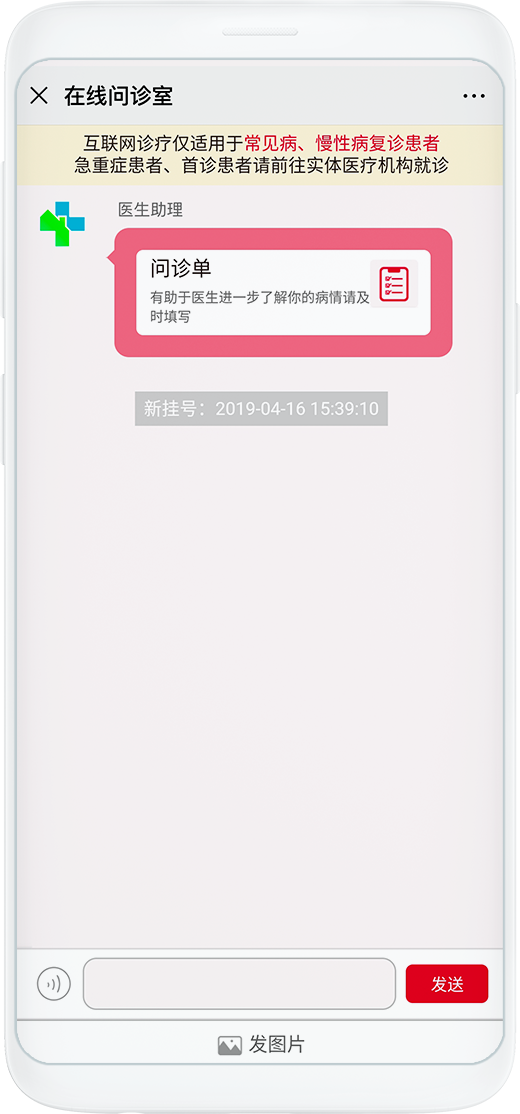 在线问诊室
互联网诊疗仅适用于常见病、慢性病复诊患者
急重症患者、首诊患者请前往实体医疗机构就诊
医生助理
问诊单
有助于医生进一步了解你的病情请及
时填写
新挂号：2019-04-16 15:39:10
发送
发图片